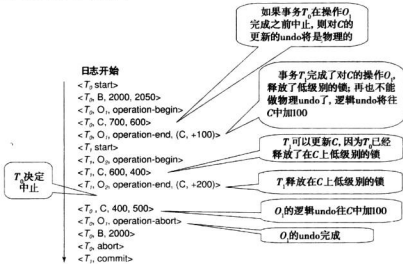 如果事务T₀在操作O₁
完成之前中止, 则对C的
更新的undo将是物理的
日志开始
<T₀ start>
<T₀, B, 2000, 2050>
<T₀, O₁, operation-begin>
<T₀, C, 700, 600>
<T₀, O₁, operation-end, (C, +100)>
<T₁ start>
<T₁, O₂, operation-begin>
<T₁, C, 600, 400>
<T₁, O₂, operation-end, (C, +200)>
<T₀, C, 400, 500>
<T₀, O₁, operation-abort>
<T₀, B, 2000>
<T₀, abort>
<T₁, commit>
事务T₀完成了对C的操作O₁,
释放了低级别的锁; 再也不能
做物理undo了, 逻辑undo将往
C中加100
T₁可以更新C, 因为T₀已经
释放了在C上低级别的锁
T₀决定
中止
T₁释放在C上低级别的锁
O₁的逻辑undo往C中加100
O₁的undo完成